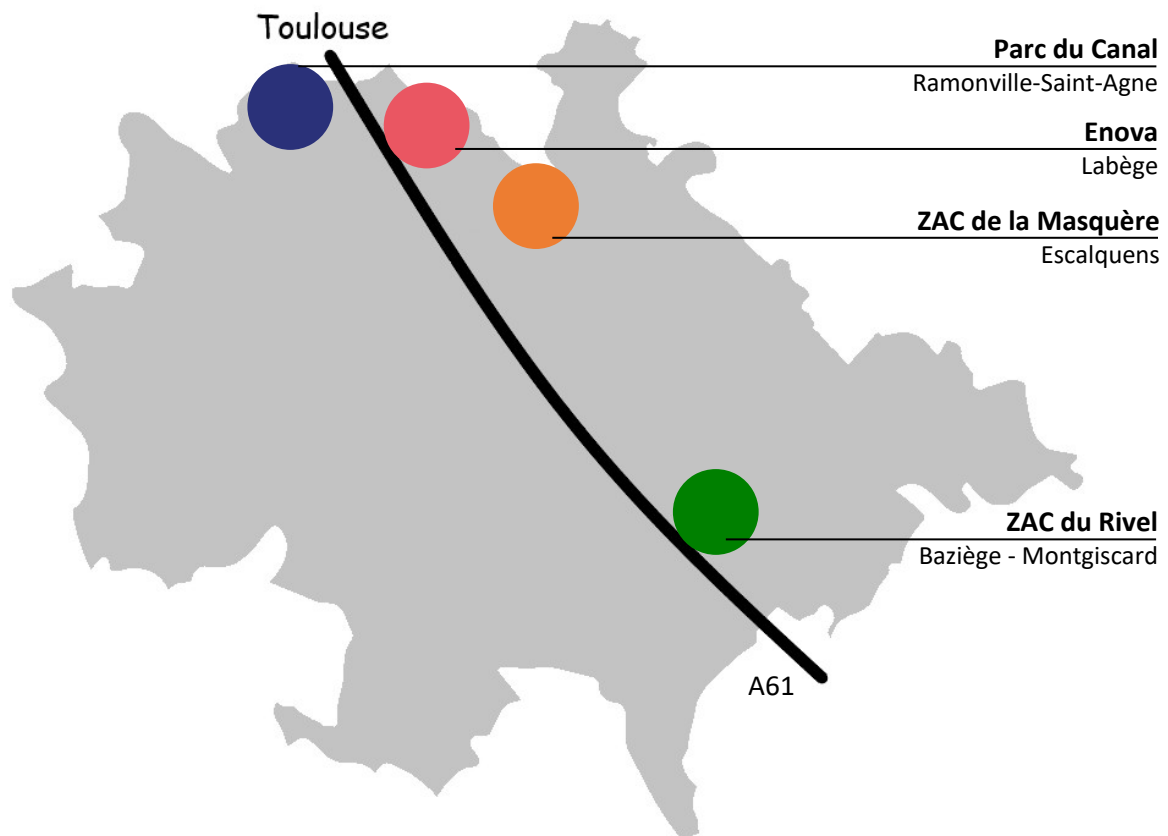 Toulouse
Parc du Canal
Ramonville-Saint-Agne
Enova
Labège
ZAC de la Masquère
Escalquens
ZAC du Rivel
Baziège - Montgiscard
A61